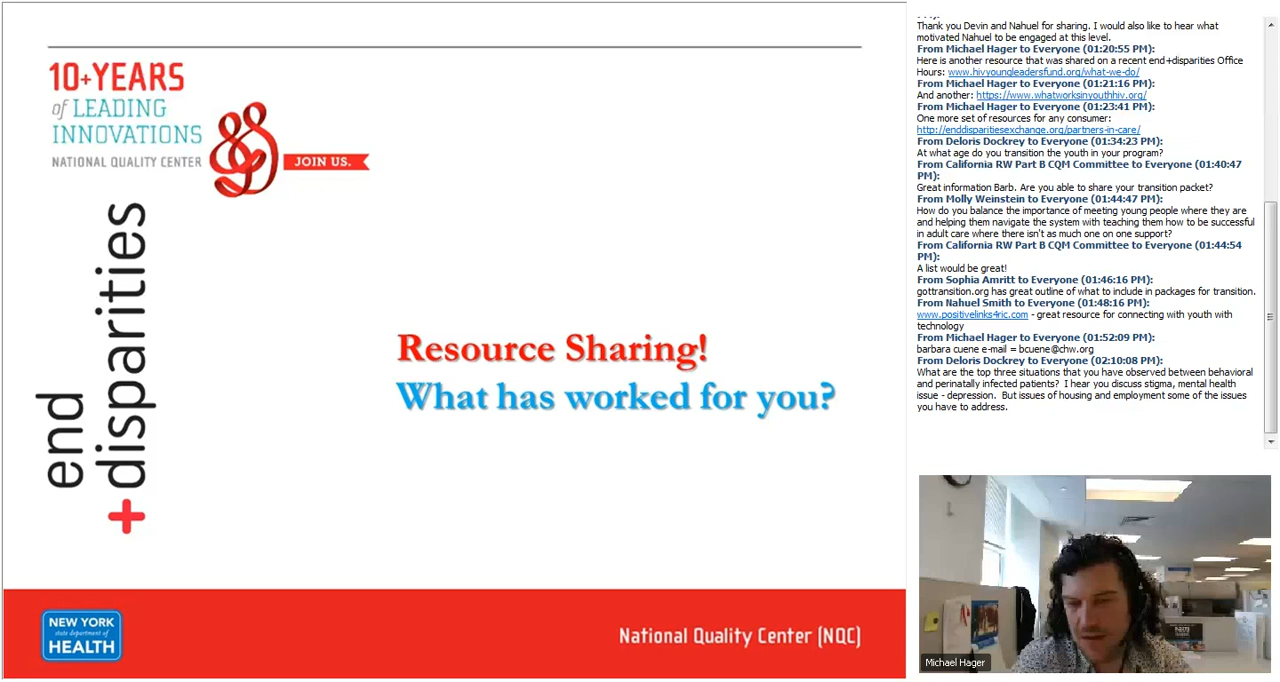 10+YEARS
of LEADING
INNOVATIONS
NATIONAL QUALITY CENTER
JOIN US.
end
+disparities
Resource Sharing!
What has worked for you?
NEW YORK
state department of
HEALTH
National Quality Center (NQC)
Thank you Devin and Nahuel for sharing. I would also like to hear what
motivated Nahuel to be engaged at this level.
From Michael Hager to Everyone (01:20:55 PM):
Here is another resource that was shared on a recent end+disparities Office
Hours: www.hivyoungleadersfund.org/what-we-do/
From Michael Hager to Everyone (01:21:16 PM):
And another: https://www.whatworksinyouthhiv.org/
From Michael Hager to Everyone (01:23:41 PM):
One more set of resources for any consumer:
http://enddisparitiesexchange.org/partners-in-care/
From Deloris Dockrey to Everyone (01:34:23 PM):
At what age do you transition the youth in your program?
From California RW Part B CQM Committee to Everyone (01:40:47
PM):
Great information Barb. Are you able to share your transition packet?
From Molly Weinstein to Everyone (01:44:47 PM):
How do you balance the importance of meeting young people where they are
and helping them navigate the system with teaching them how to be successful
in adult care where there isn't as much one on one support?
From California RW Part B CQM Committee to Everyone (01:44:54
PM):
A list would be great!
From Sophia Amritt to Everyone (01:46:16 PM):
gottransition.org has great outline of what to include in packages for transition.
From Nahuel Smith to Everyone (01:48:16 PM):
www.positivelinks4ric.com - great resource for connecting with youth with
technology
From Michael Hager to Everyone (01:52:09 PM):
barbara cuene e-mail = bcuene@chw.org
From Deloris Dockrey to Everyone (02:10:08 PM):
What are the top three situations that you have observed between behavioral
and perinatally infected patients? I hear you discuss stigma, mental health
issue - depression. But issues of housing and employment some of the issues
you have to address.
Michael Hager